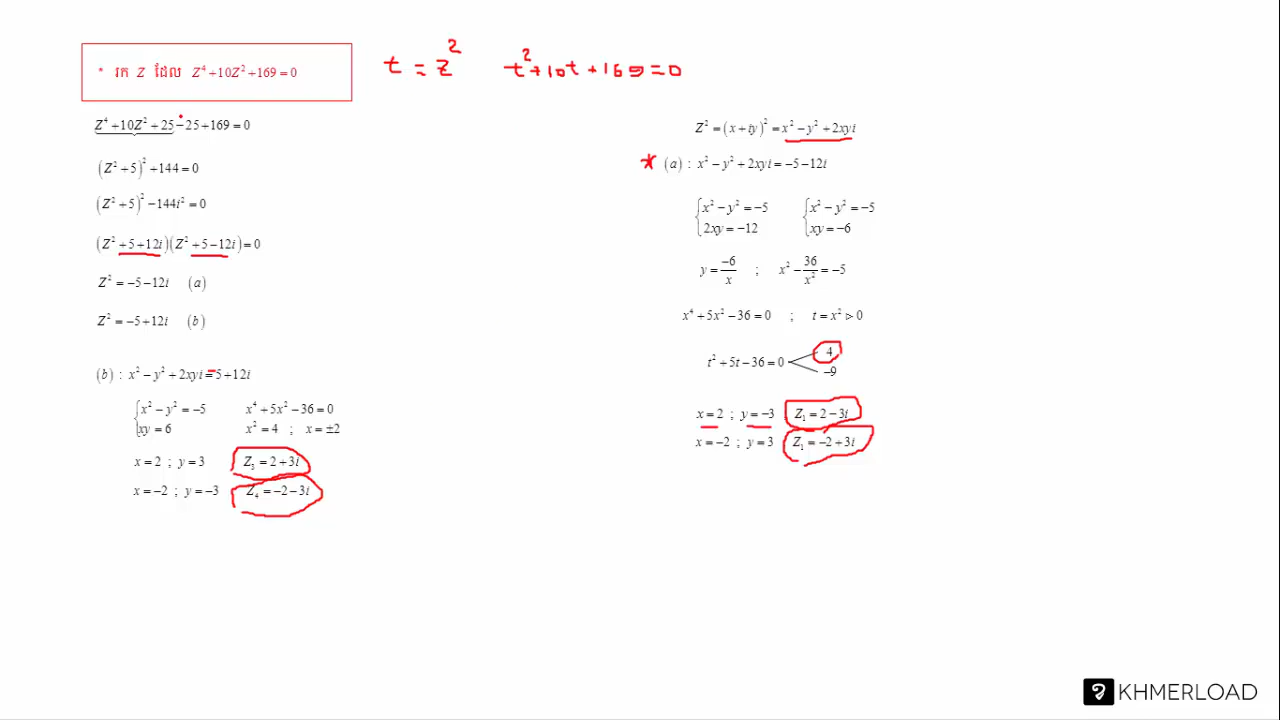 * រក Z ដែល Z⁴+10Z²+169=0
t = z² t²+10t+169=0
Z⁴+10Z²+25−25+169=0
(Z²+5)²+144=0
(Z²+5)²−144i²=0
(Z²+5+12i)(Z²+5−12i)=0
Z²=−5−12i (a)
Z²=−5+12i (b)
(b) : x²−y²+2xyi=5+12i
{x²−y²=−5 x⁴+5x²−36=0
xy=6 x²=4 ; x=±2
x=2 ; y=3 Z₃=2+3i
x=−2 ; y=−3 Z₄=−2−3i
Z²=(x+iy)²=x²−y²+2xyi
* (a) : x²−y²+2xyi=−5−12i
{x²−y²=−5 {x²−y²=−5
2xy=−12 xy=−6
y=−6/x ; x²−36/x²=−5
x⁴+5x²−36=0 ; t=x²>0
4
t²+5t−36=0
−9
x=2 ; y=−3 Z₁=2−3i
x=−2 ; y=3 Z₁=−2+3i
KHMERLOAD